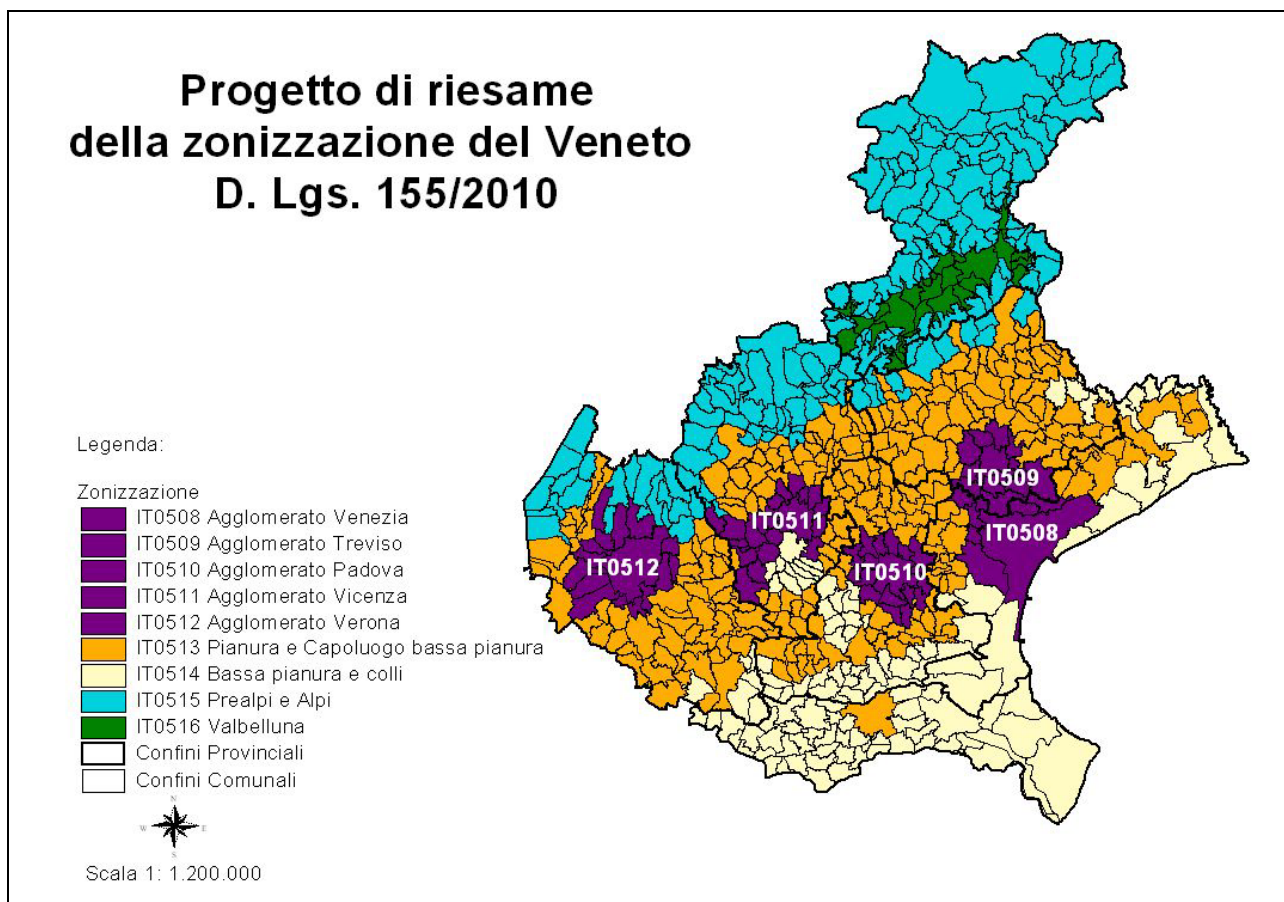 Progetto di riesame
della zonizzazione del Veneto
D. Lgs. 155/2010
Legenda:
Zonizzazione
IT0508 Agglomerato Venezia
IT0509 Agglomerato Treviso
IT0510 Agglomerato Padova
IT0511 Agglomerato Vicenza
IT0512 Agglomerato Verona
IT0513 Pianura e Capoluogo bassa pianura
IT0514 Bassa pianura e colli
IT0515 Prealpi e Alpi
IT0516 Valbelluna
Confini Provinciali
Confini Comunali
N
W E
S
Scala 1: 1.200.000
IT0509
IT0511
IT0508
IT0512
IT0510